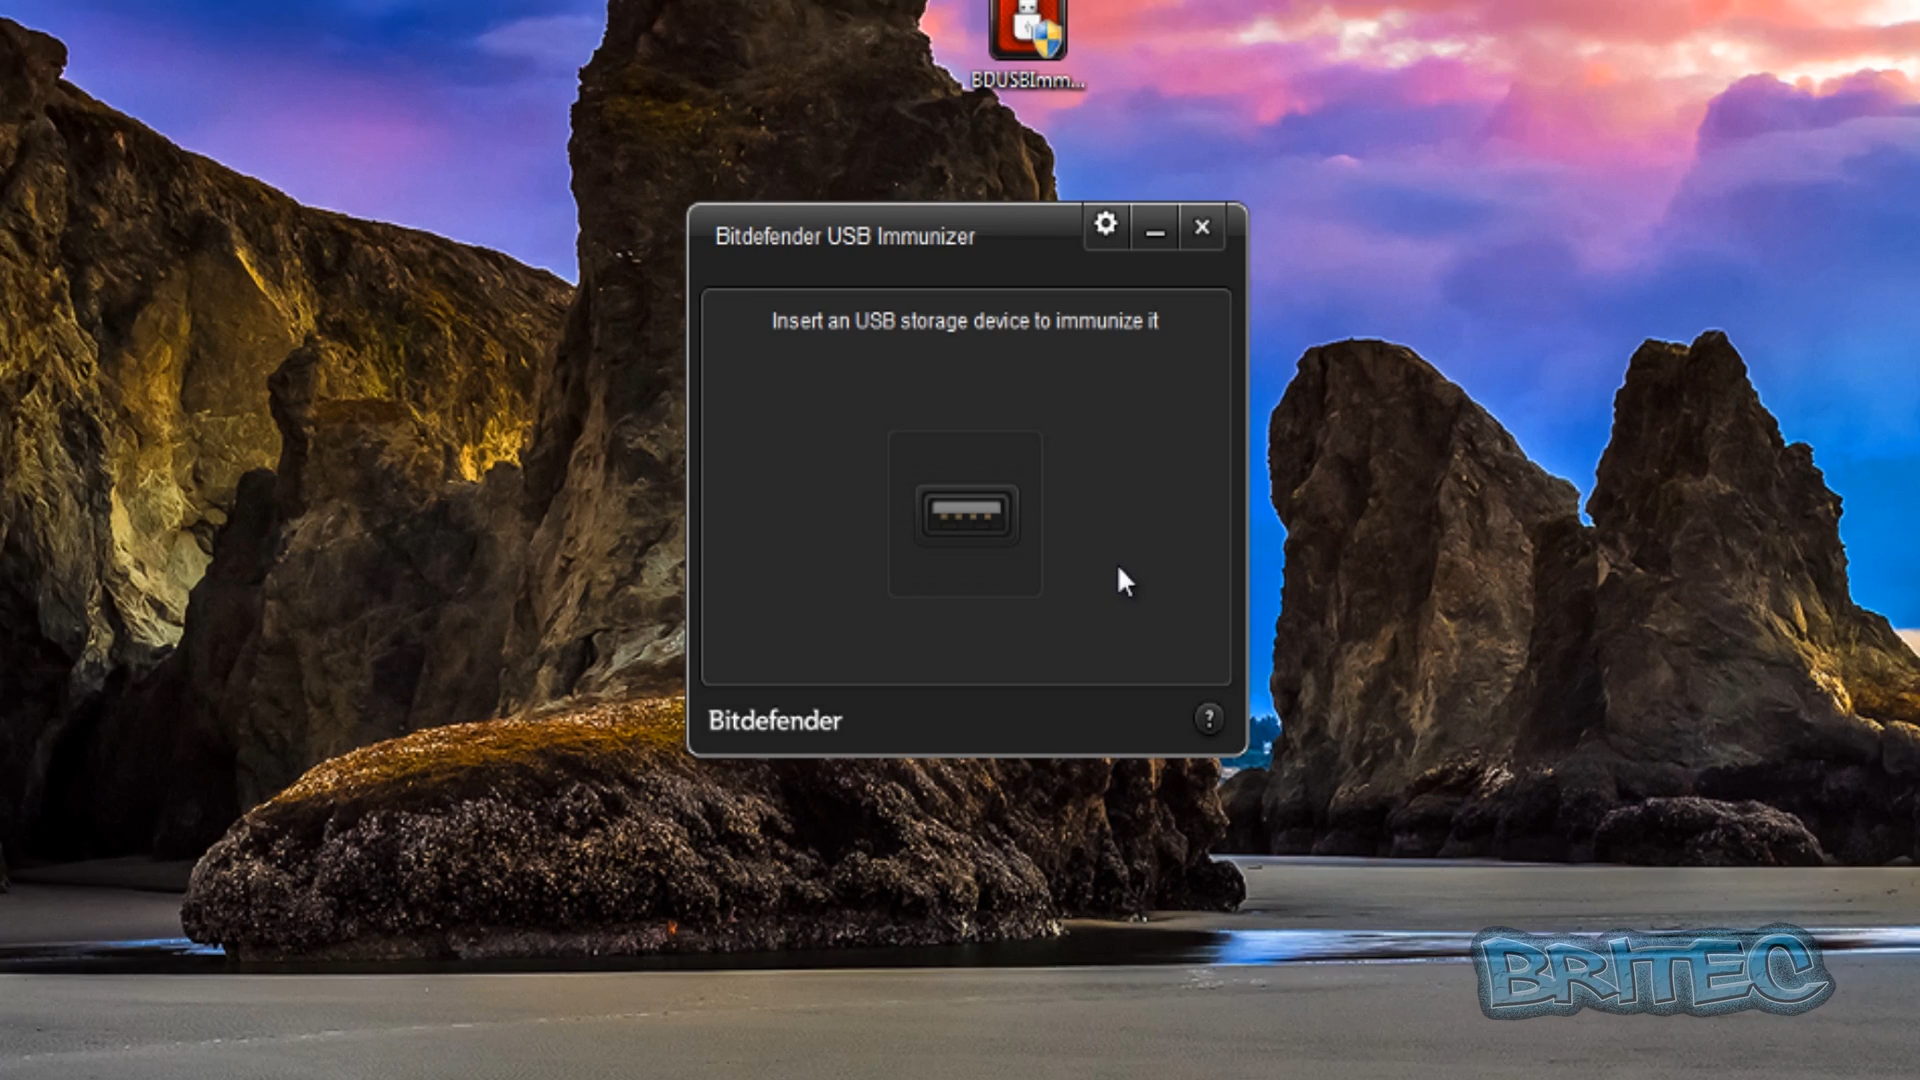 BDUSBImm...
Bitdefender USB Immunizer
Insert an USB storage device to immunize it
Bitdefender
?
BRITEC